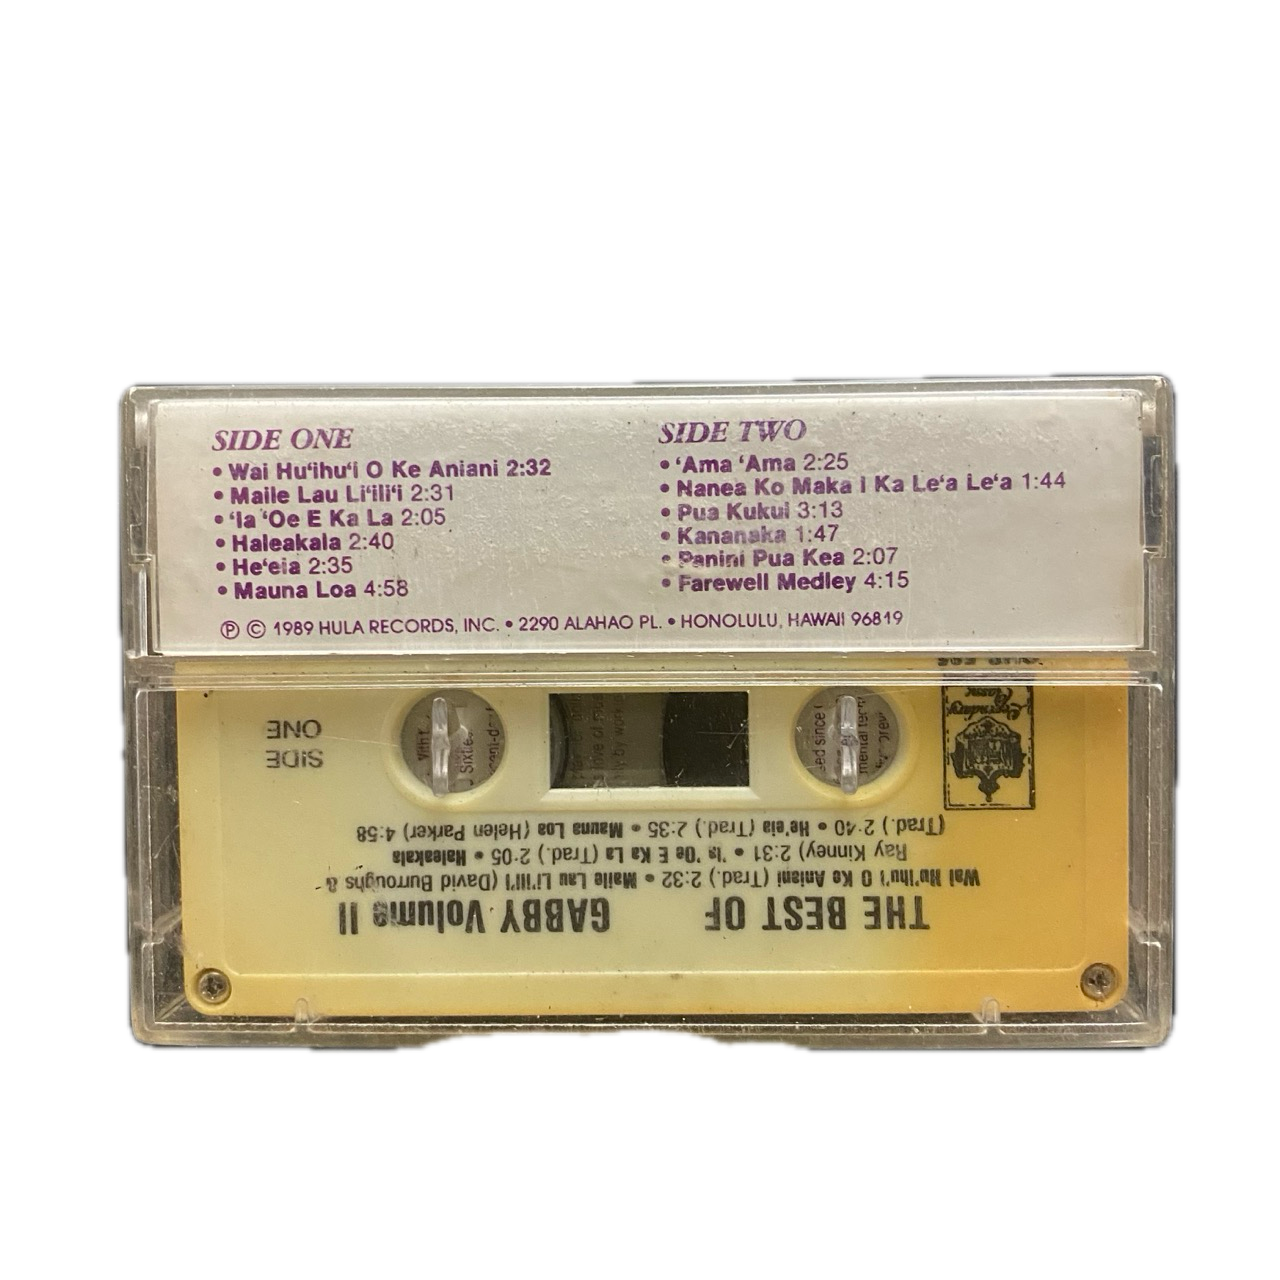 SIDE ONE
• Wai Hu‘ihu‘i O Ke Aniani 2:32
• Maile Lau Li‘ili‘i 2:31
• ‘Ia ‘Oe E Ka La 2:05
• Haleakala 2:40
• He‘eia 2:35
• Mauna Loa 4:58
SIDE TWO
• ‘Ama ‘Ama 2:25
• Nanea Ko Maka I Ka Le‘a Le‘a 1:44
• Pua Kukui 3:13
• Kananaka 1:47
• Panini Pua Kea 2:07
• Farewell Medley 4:15
℗ © 1989 HULA RECORDS, INC. • 2290 ALAHAO PL. • HONOLULU, HAWAII 96819
THE BEST OF GABBY Volume II
Wai Hu‘ihu‘i O Ke Aniani (Trad.) 2:32 • Maile Lau Li‘ili‘i (David Burroughs &
Ray Kinney) 2:31 • ‘Ia ‘Oe E Ka La (Trad.) 2:05 • Haleakala
(Trad.) 2:40 • He‘eia (Trad.) 2:35 • Mauna Loa (Helen Parker) 4:58
SIDE
ONE
Legendary
Classic